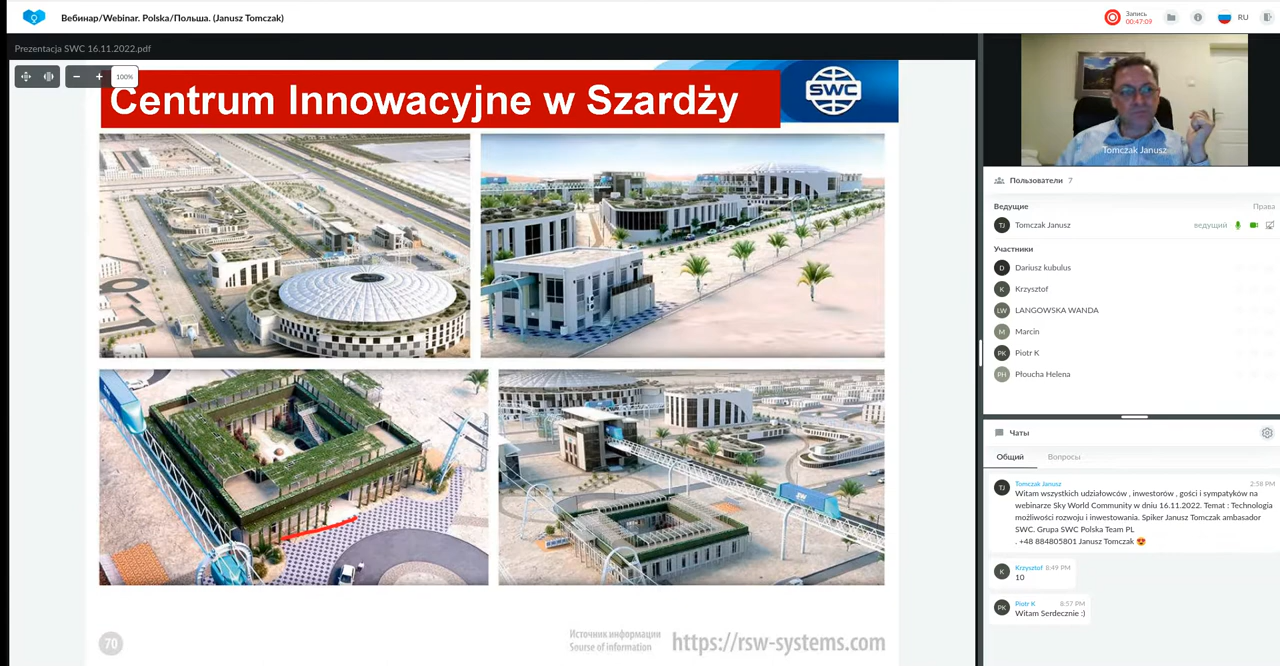 Вебинар/Webinar. Polska/Польша. (Janusz Tomczak)
Запись
00:47:09
RU
Prezentacja SWC 16.11.2022.pdf
100%
Centrum Innowacyjne w Szardży
SWC
70
Источник информации
Sourse of information
https://rsw-systems.com
Tomczak Janusz
Пользователи 7
Ведущие
Права
TJ
Tomczak Janusz
ведущий
Участники
D
Dariusz kubulus
K
Krzysztof
LW
LANGOWSKA WANDA
M
Marcin
PK
Piotr K
PH
Płoucha Helena
Чаты
Общий
Вопросы
TJ
Tomczak Janusz
2:58 PM
Witam wszystkich udziałowców , inwestorów , gości i sympatyków na
webinarze Sky World Community w dniu 16.11.2022. Temat : Technologia
możliwości rozwoju i inwestowania. Spiker Janusz Tomczak ambasador
SWC. Grupa SWC Polska Team PL
. +48 884805801 Janusz Tomczak 😍
K
Krzysztof 8:49 PM
10
PK
Piotr K 8:57 PM
Witam Serdecznie :)